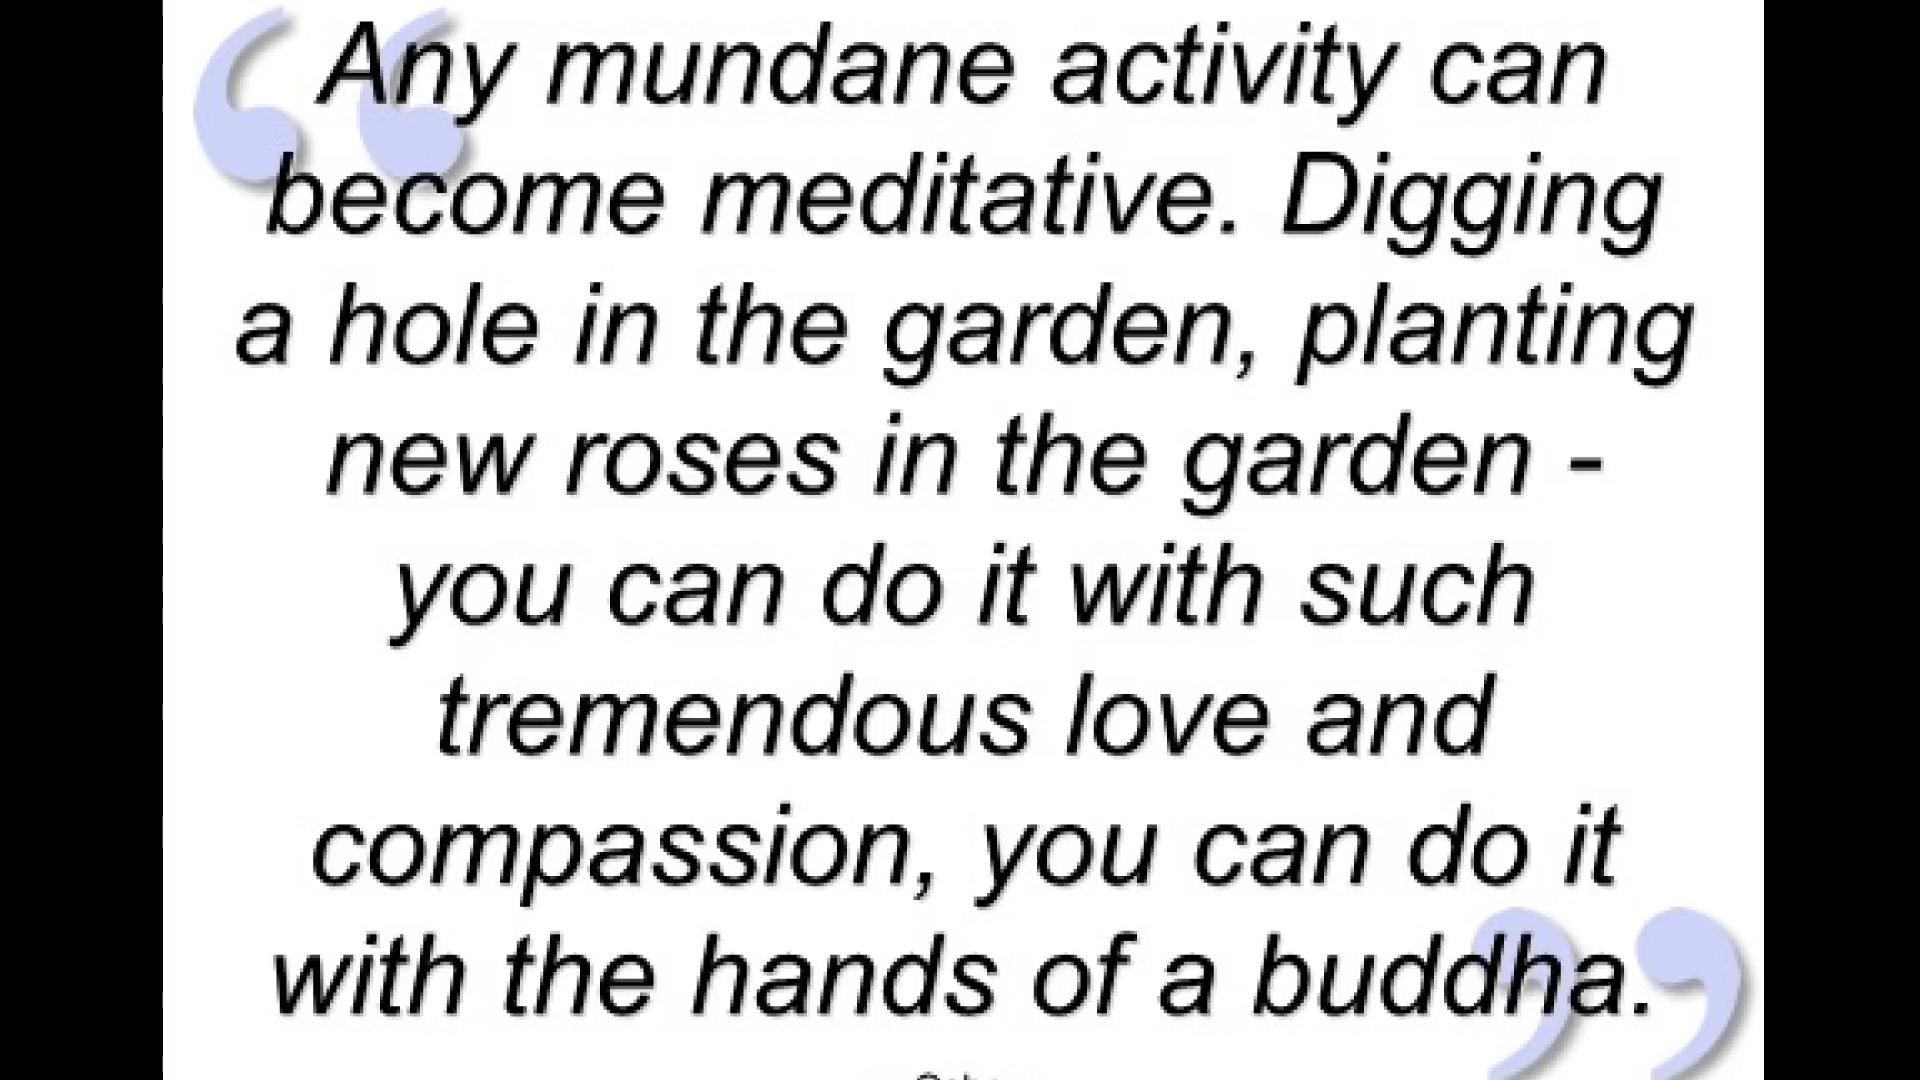 Any mundane activity can
become meditative. Digging
a hole in the garden, planting
new roses in the garden -
you can do it with such
tremendous love and
compassion, you can do it
with the hands of a buddha.